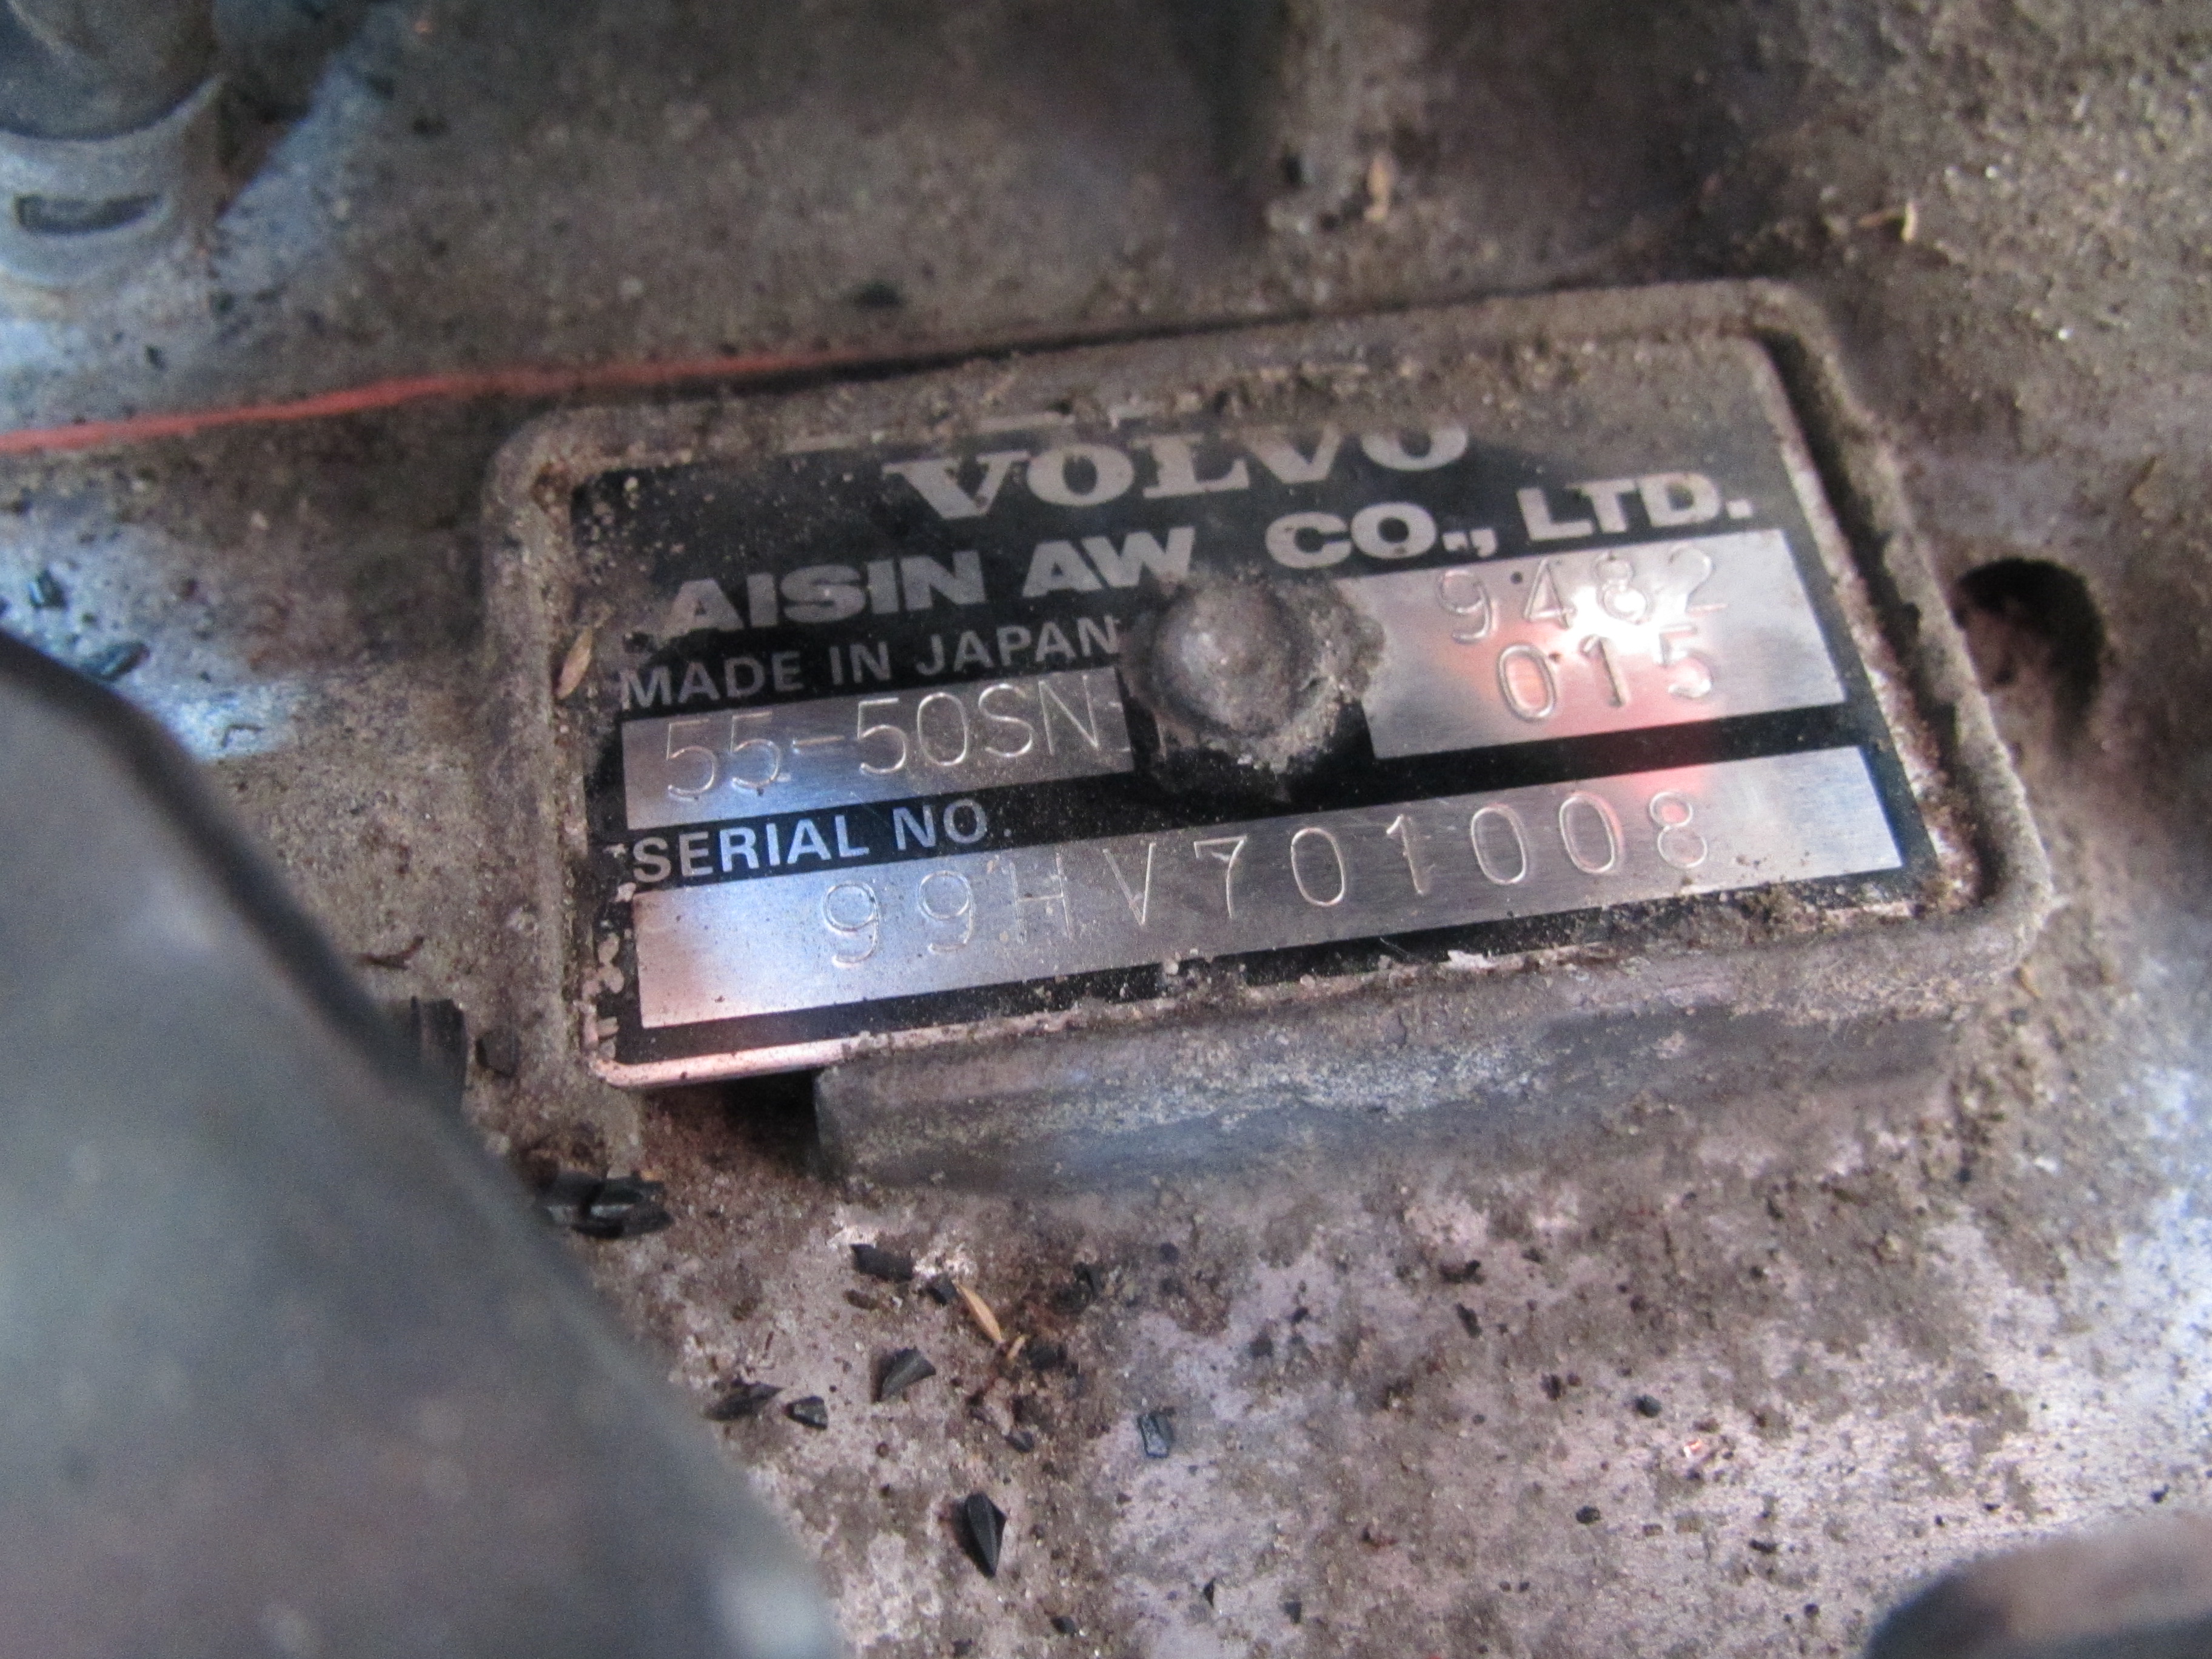 VOLVO
AISIN AW CO., LTD.
MADE IN JAPAN
9482
015
55-50SN
SERIAL NO.
99HV701008